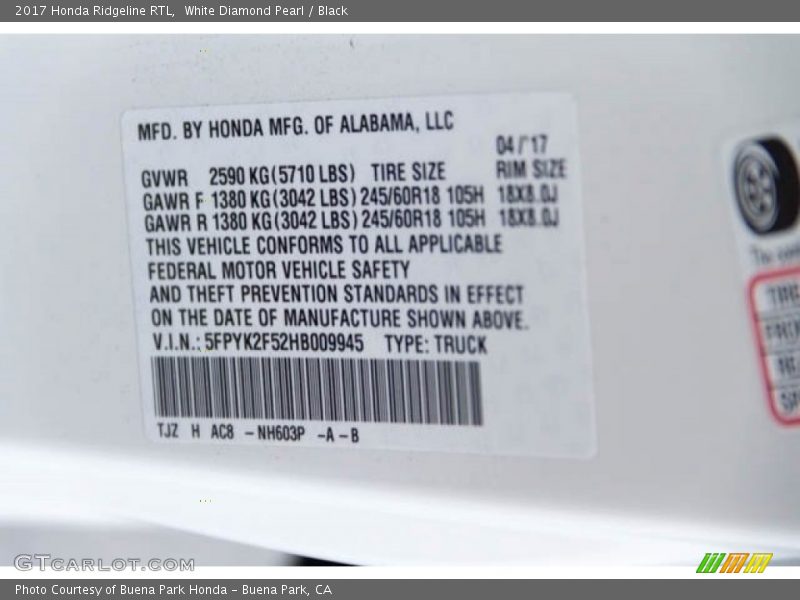 2017 Honda Ridgeline RTL, White Diamond Pearl / Black
MFD. BY HONDA MFG. OF ALABAMA, LLC
04/17
GVWR 2590 KG (5710 LBS) TIRE SIZE RIM SIZE
GAWR F 1380 KG (3042 LBS) 245/60R18 105H 18X8.0J
GAWR R 1380 KG (3042 LBS) 245/60R18 105H 18X8.0J
THIS VEHICLE CONFORMS TO ALL APPLICABLE
FEDERAL MOTOR VEHICLE SAFETY
AND THEFT PREVENTION STANDARDS IN EFFECT
ON THE DATE OF MANUFACTURE SHOWN ABOVE.
V.I.N.: 5FPYK2F52HB009945 TYPE: TRUCK
TJZ H AC8 - NH603P - A - B
GTCARLOT.COM
Photo Courtesy of Buena Park Honda - Buena Park, CA